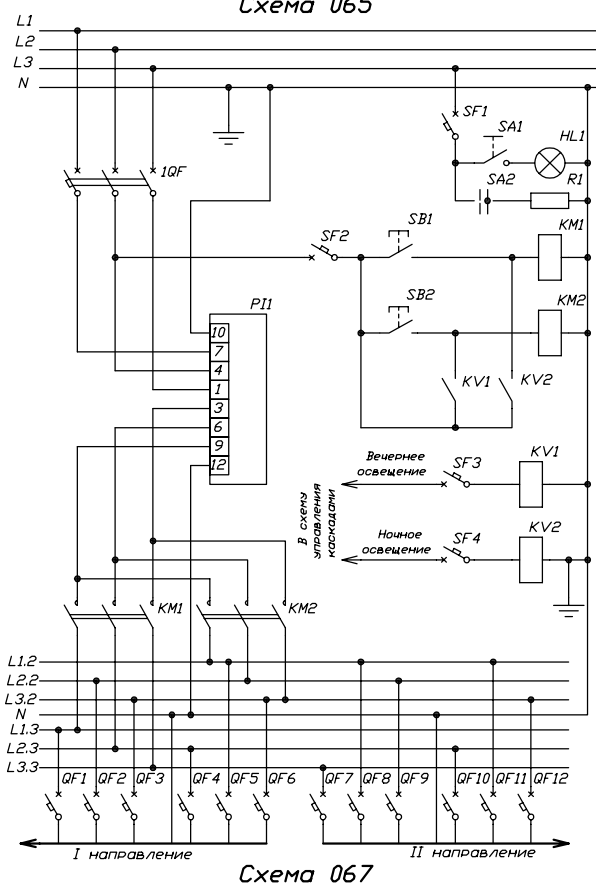 Схема 065
L1
L2
L3
N
SF1
SA1
HL1
1QF
SA2
R1
SB1
KM1
SF2
SB2
KM2
PI1
10
7
4
1
3
6
9
12
KV1
KV2
Вечернее
освещение
SF3
KV1
В схему
управления
каскадами
Ночное
освещение
SF4
KV2
KM1
KM2
L1.2
L2.2
L3.2
N
L1.3
L2.3
L3.3
QF1 QF2 QF3 QF4 QF5 QF6 QF7 QF8 QF9 QF10 QF11 QF12
I направление
II направление
Схема 067